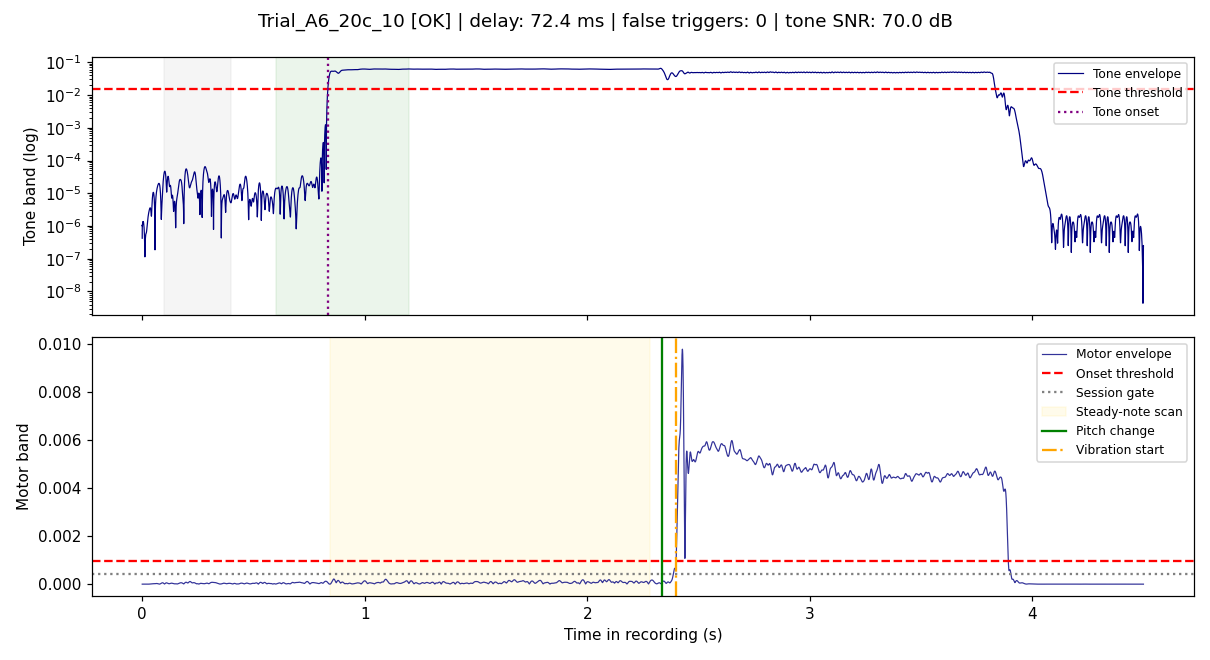 Trial_A6_20c_10 [OK] | delay: 72.4 ms | false triggers: 0 | tone SNR: 70.0 dB
Tone band (log)
10⁻¹
10⁻²
10⁻³
10⁻⁴
10⁻⁵
10⁻⁶
10⁻⁷
10⁻⁸
Tone envelope
Tone threshold
Tone onset
Motor band
0.010
0.008
0.006
0.004
0.002
0.000
Motor envelope
Onset threshold
Session gate
Steady-note scan
Pitch change
Vibration start
0 1 2 3 4
Time in recording (s)